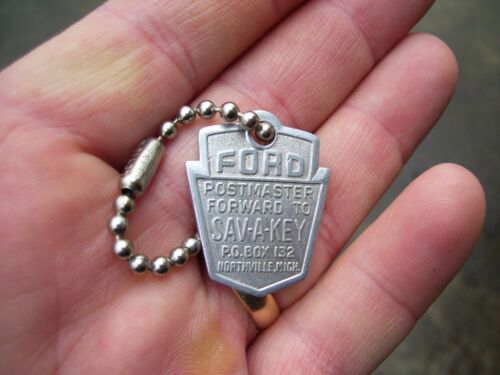 FORD
POSTMASTER
FORWARD TO
SAV-A-KEY
P.O. BOX 132
NORTHVILLE, MICH.